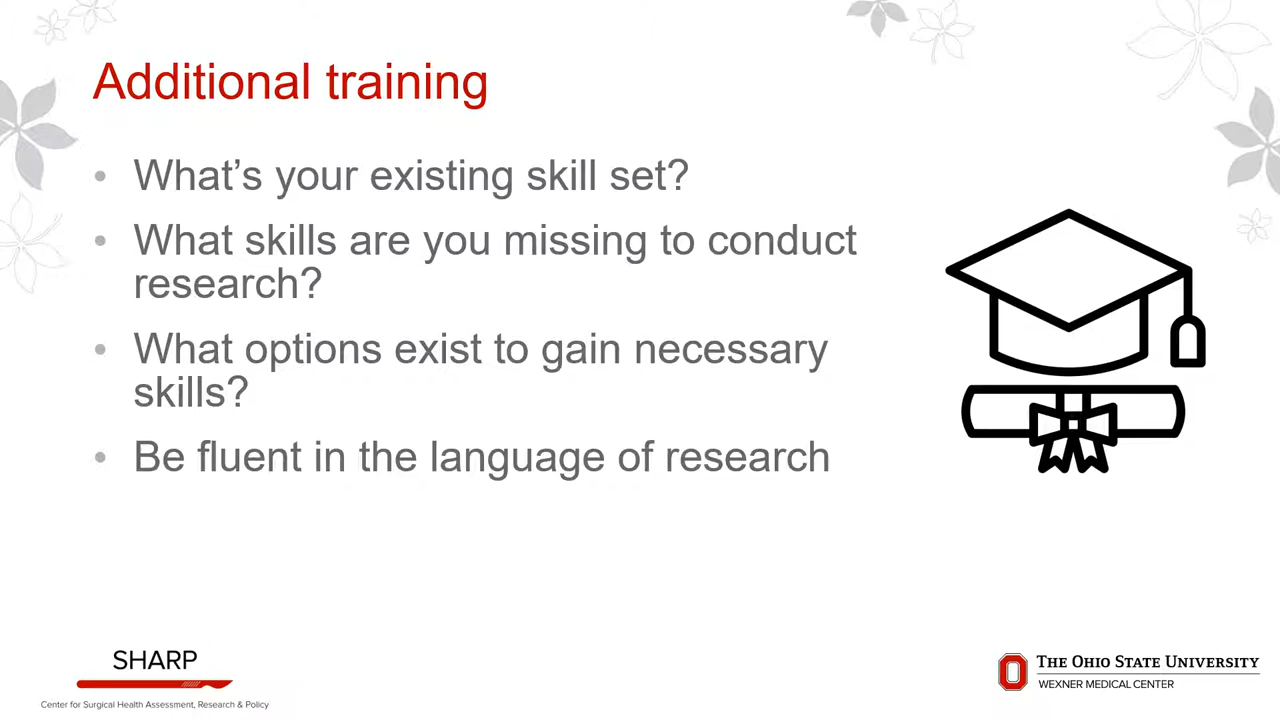 Additional training
• What's your existing skill set?
• What skills are you missing to conduct
research?
• What options exist to gain necessary
skills?
• Be fluent in the language of research
SHARP
Center for Surgical Health Assessment, Research & Policy
THE OHIO STATE UNIVERSITY
WEXNER MEDICAL CENTER